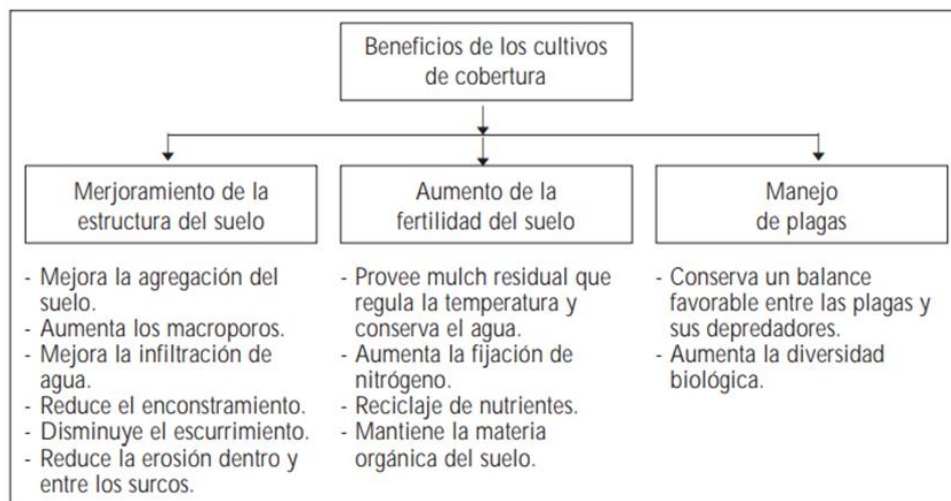 Beneficios de los cultivos
de cobertura
Merjoramiento de la
estructura del suelo
- Mejora la agregación del
suelo.
- Aumenta los macroporos.
- Mejora la infiltración de
agua.
- Reduce el enconstramiento.
- Disminuye el escurrimiento.
- Reduce la erosión dentro y
entre los surcos.
Aumento de la
fertilidad del suelo
- Provee mulch residual que
regula la temperatura y
conserva el agua.
- Aumenta la fijación de
nitrógeno.
- Reciclaje de nutrientes.
- Mantiene la materia
orgánica del suelo.
Manejo
de plagas
- Conserva un balance
favorable entre las plagas y
sus depredadores.
- Aumenta la diversidad
biológica.